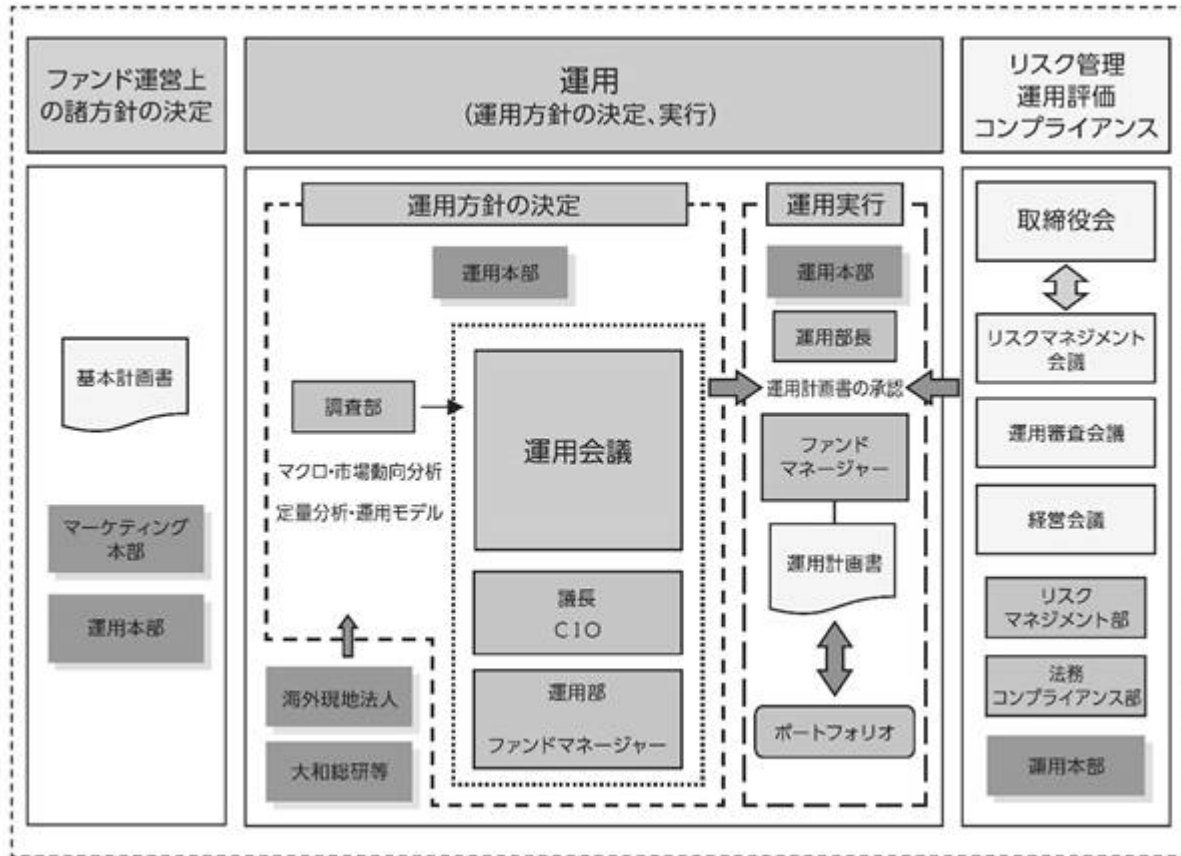 ファンド運営上
の諸方針の決定
運用
(運用方針の決定、実行)
リスク管理
運用評価
コンプライアンス
基本計画書
マーケティング
本部
運用本部
運用方針の決定
運用本部
調査部
マクロ・市場動向分析
定量分析・運用モデル
運用会議
議長
CIO
運用部
ファンドマネージャー
海外現地法人
大和総研等
運用実行
運用本部
運用部長
運用計画書の承認
ファンド
マネージャー
運用計画書
ポートフォリオ
取締役会
リスクマネジメント
会議
運用審査会議
経営会議
リスク
マネジメント部
法務
コンプライアンス部
運用本部